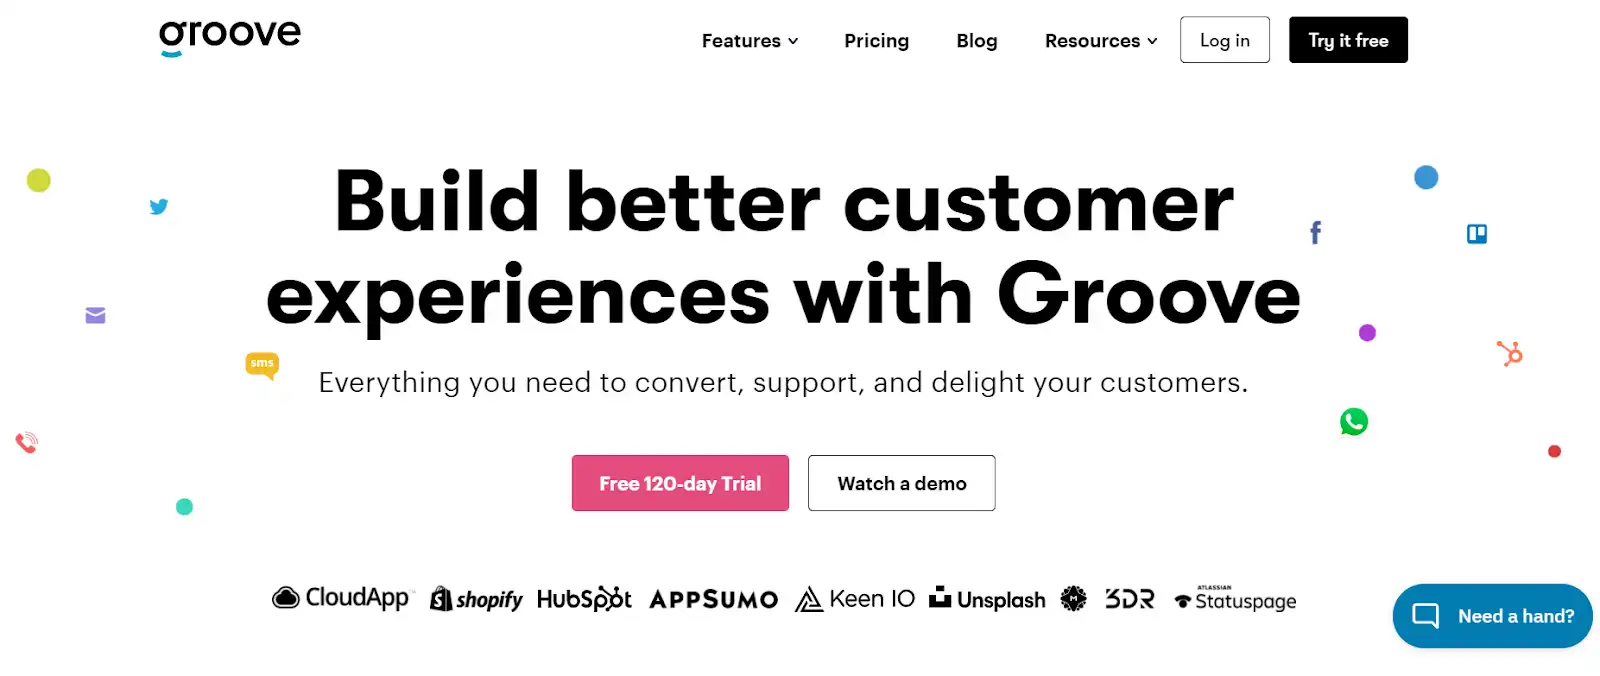 groove
Features Pricing Blog Resources Log in Try it free
Build better customer
experiences with Groove
sms
Everything you need to convert, support, and delight your customers.
Free 120-day Trial Watch a demo
CloudApp shopify HubSpot APPSUMO Keen IO Unsplash M 3DR ATLASSIAN Statuspage
Need a hand?